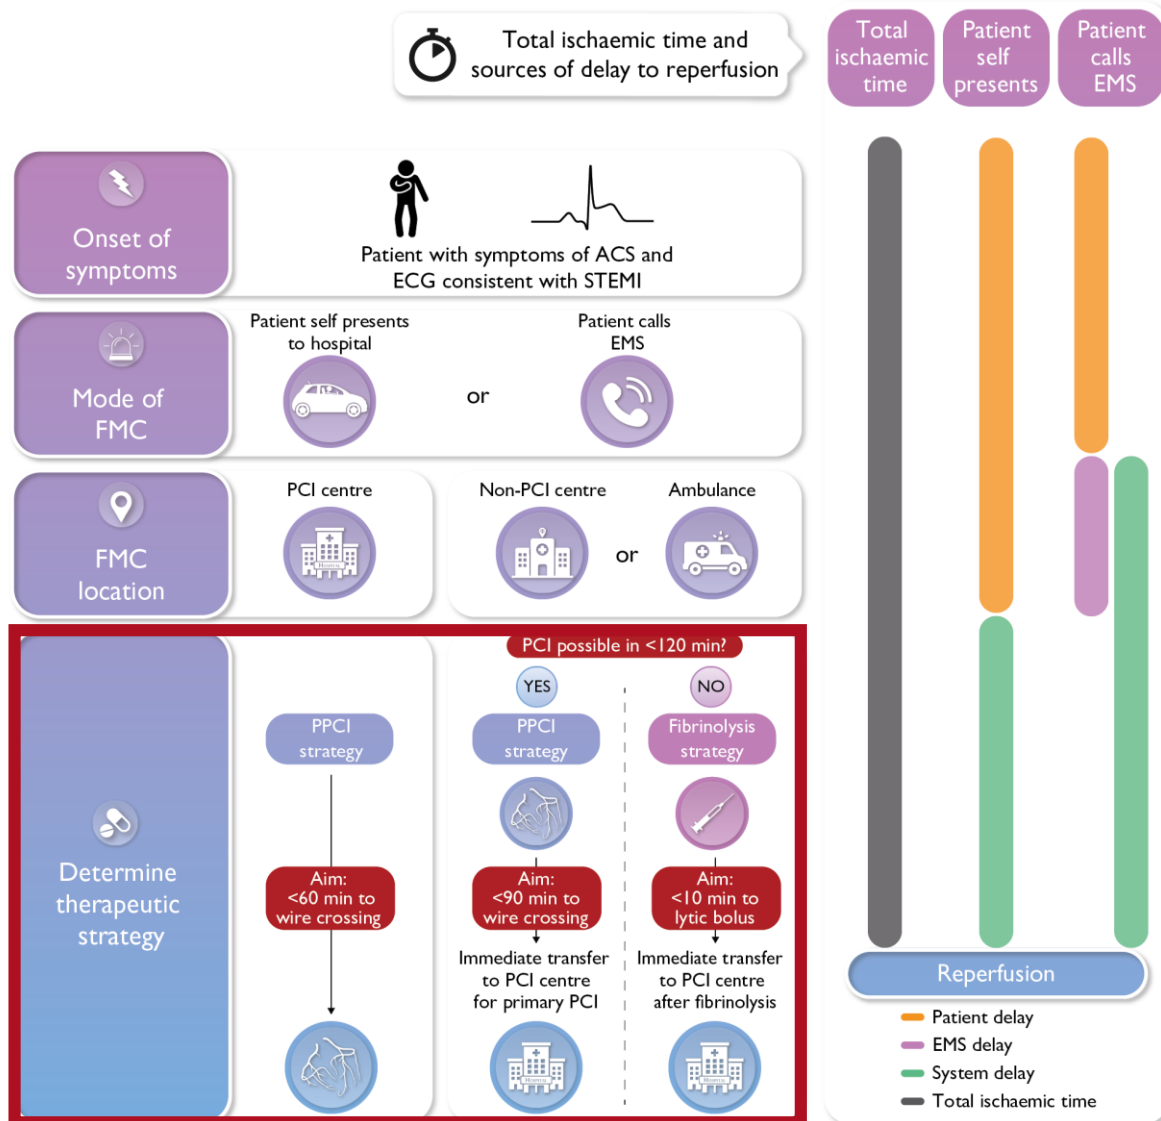 Total ischaemic time and
sources of delay to reperfusion
Total
ischaemic
time
Patient
self
presents
Patient
calls
EMS
Onset of
symptoms
Patient with symptoms of ACS and
ECG consistent with STEMI
Mode of
FMC
Patient self presents
to hospital
or
Patient calls
EMS
FMC
location
PCI centre
HOSPITAL
Non-PCI centre
or
Ambulance
Determine
therapeutic
strategy
PPCI
strategy
Aim:
<60 min to
wire crossing
PCI possible in <120 min?
YES
PPCI
strategy
Aim:
<90 min to
wire crossing
Immediate transfer
to PCI centre
for primary PCI
HOSPITAL
NO
Fibrinolysis
strategy
Aim:
<10 min to
lytic bolus
Immediate transfer
to PCI centre
after fibrinolysis
HOSPITAL
Reperfusion
Patient delay
EMS delay
System delay
Total ischaemic time